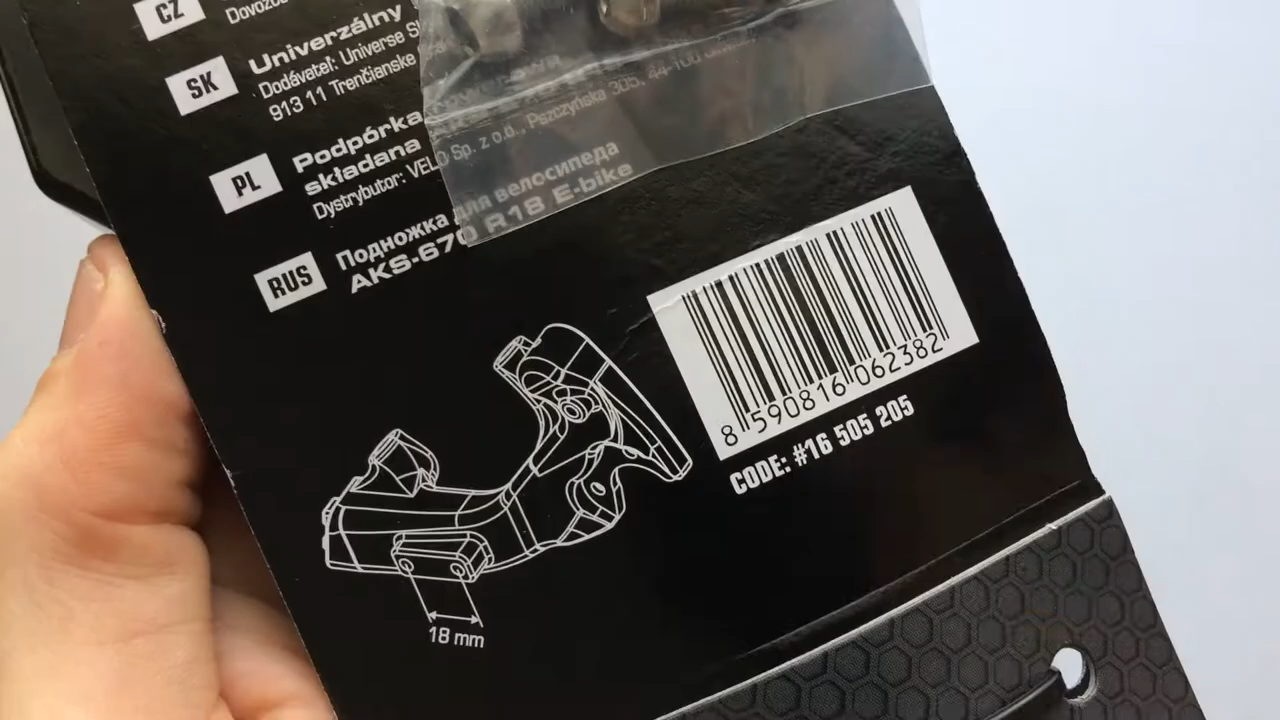 CZ
SK
Univerzálny
Dodávateľ: Universe
913 11 Trenčianske
PL
Podpórka
składana
Dystrybutor: VELO Sp. z o.o., Pszczyńska 305, 44-100
RUS
Подножка для велосипеда
AKS-670 R18 E-bike
8 590816 062382
CODE: #16 505 205
18 mm